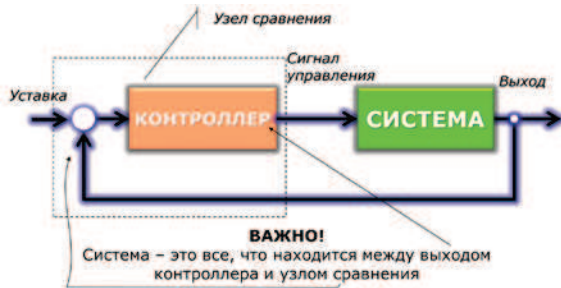 Узел сравнения
Сигнал
управления
Уставка
КОНТРОЛЛЕР
СИСТЕМА
Выход
ВАЖНО!
Система – это все, что находится между выходом
контроллера и узлом сравнения